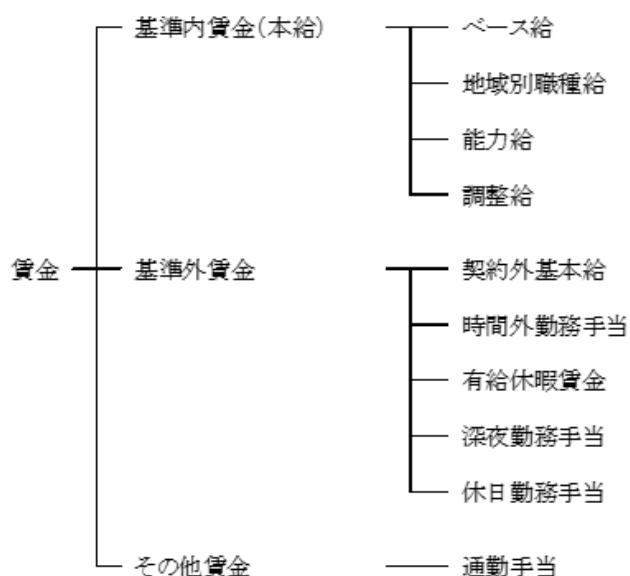 基準内賃金(本給) ベース給
地域別職種給
能力給
調整給
賃金 基準外賃金 契約外基本給
時間外勤務手当
有給休暇賃金
深夜勤務手当
休日勤務手当
その他賃金 通勤手当